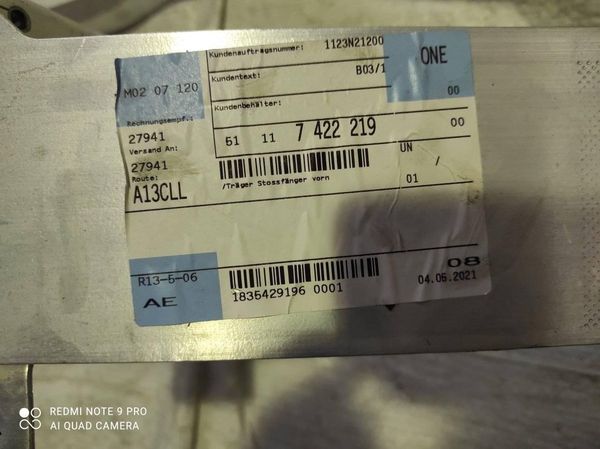 M02 07 120
Kundenauftragsnummer: 1123N21200
Kundentext: B03/1
ONE
Kundenbehälter: 00
Rechnungsempf.:
27941
Versand An:
27941
Route:
A13CLL
51 11 7 422 219 00
/Träger Stossfänger vorn
UN /
01
R13-5-06
AE
1835429196 0001
08
04.06.2021
REDMI NOTE 9 PRO
AI QUAD CAMERA